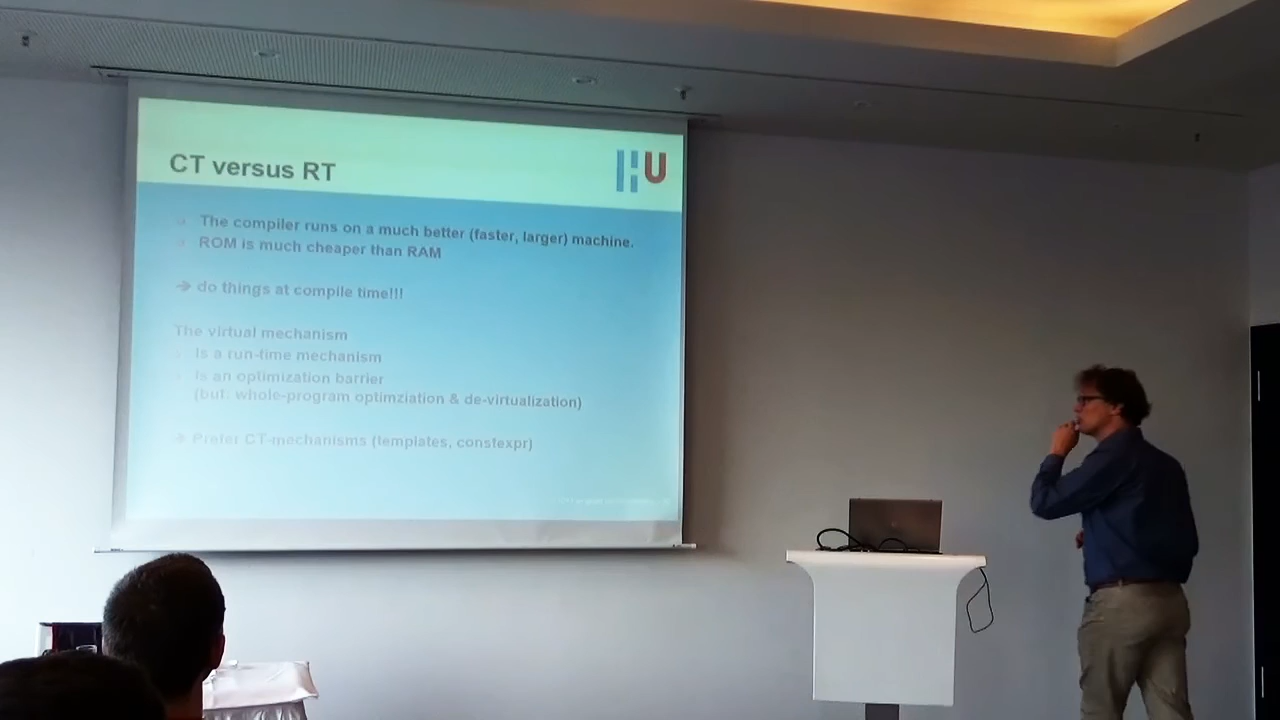 CT versus RT
HU
The compiler runs on a much better (faster, larger) machine.
ROM is much cheaper than RAM
➔ do things at compile time!!!
The virtual mechanism
Is a run-time mechanism
Is an optimization barrier
(but: whole-program optimziation & de-virtualization)
➔ Prefer CT-mechanisms (templates, constexpr)